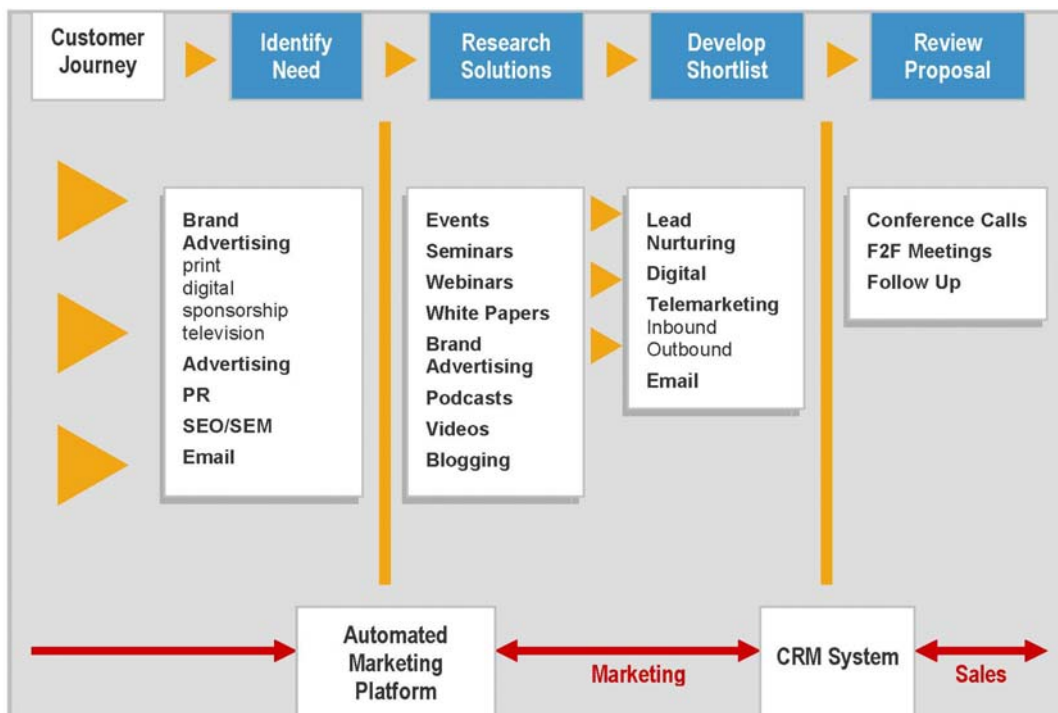 Customer
Journey
Identify
Need
Research
Solutions
Develop
Shortlist
Review
Proposal
Brand
Advertising
print
digital
sponsorship
television
Advertising
PR
SEO/SEM
Email
Events
Seminars
Webinars
White Papers
Brand
Advertising
Podcasts
Videos
Blogging
Lead
Nurturing
Digital
Telemarketing
Inbound
Outbound
Email
Conference Calls
F2F Meetings
Follow Up
Automated
Marketing
Platform
Marketing
CRM System
Sales